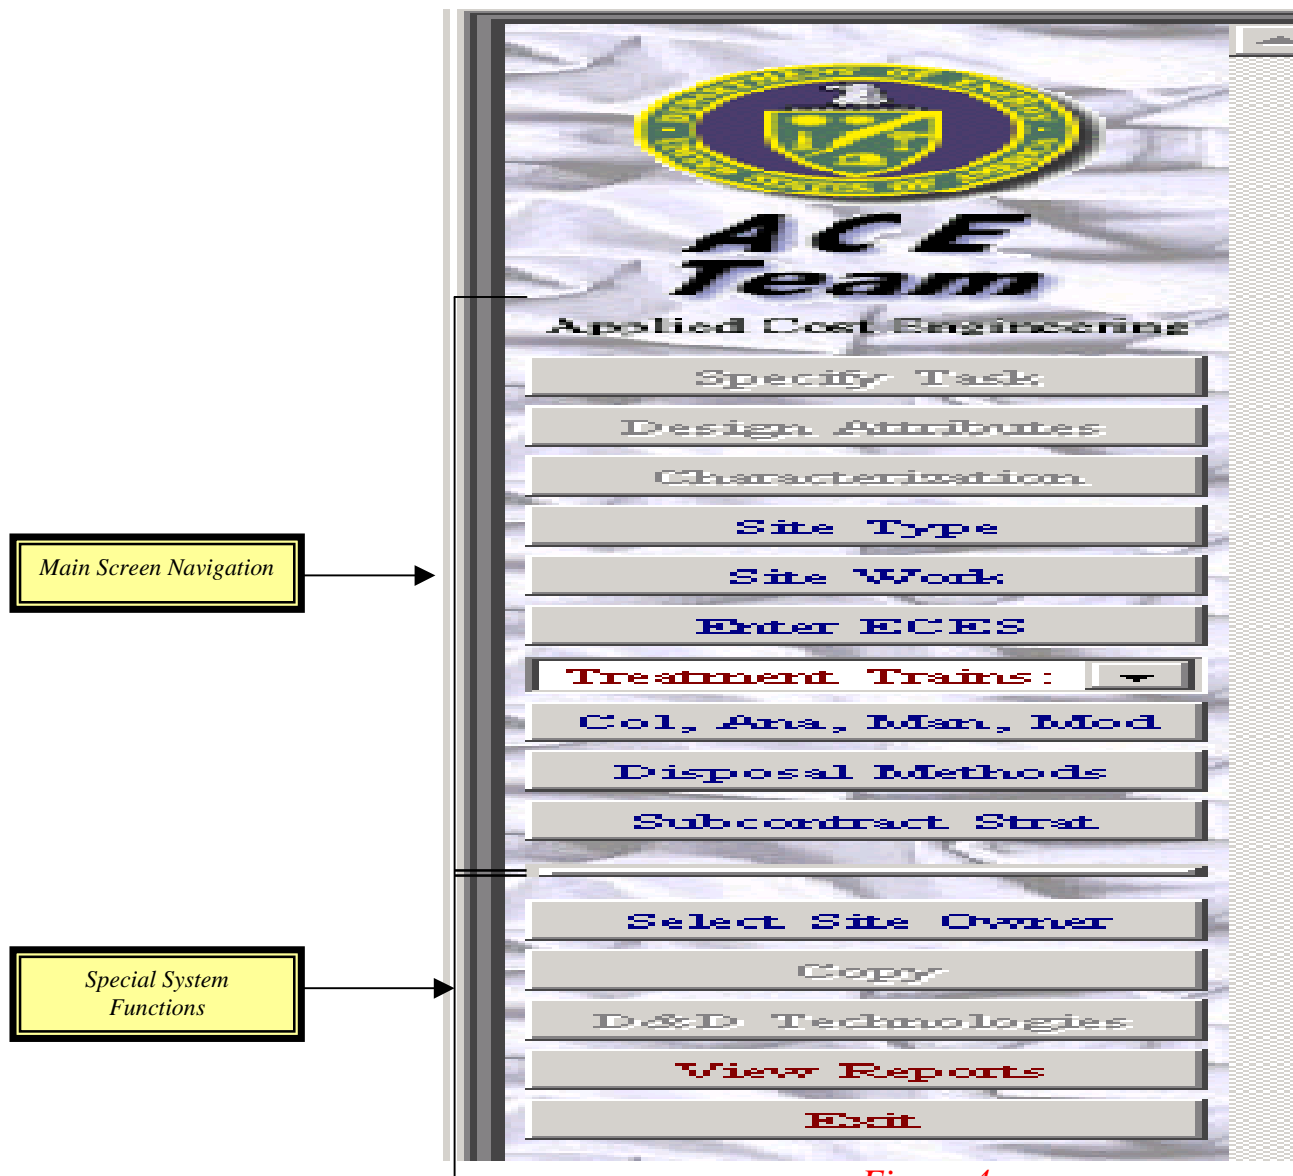 ACE
Team
Applied Cost Engineering
Specify Task
Design Attributes
Characterization
Site Type
Site Work
Main Screen Navigation
Enter ECES
Treatment Trains:
Col, Ana, Man, Mod
Disposal Methods
Subcontract Strat
Select Site Owner
Special System
Functions
Copy
D&D Technologies
View Reports
Exit